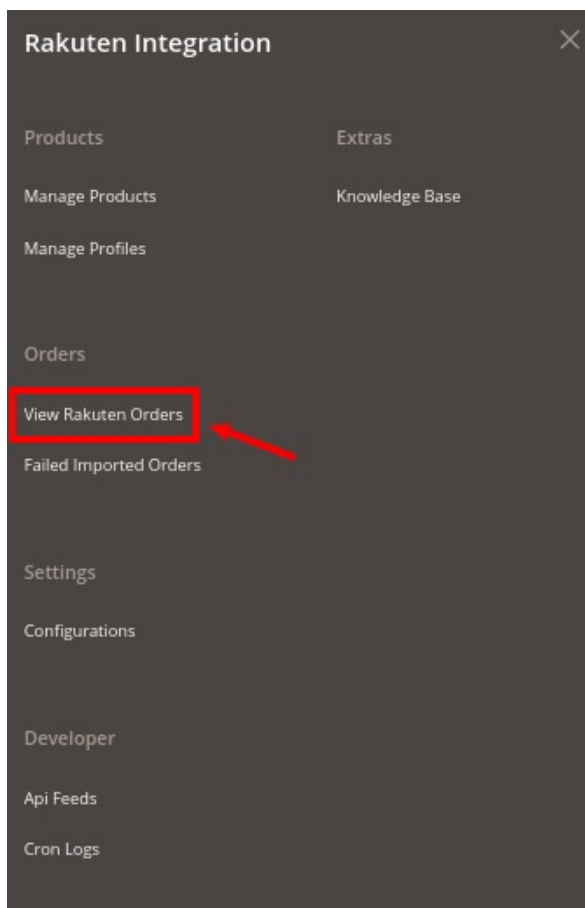 Rakuten Integration
Products
Manage Products
Manage Profiles
Extras
Knowledge Base
Orders
View Rakuten Orders
Failed Imported Orders
Settings
Configurations
Developer
Api Feeds
Cron Logs